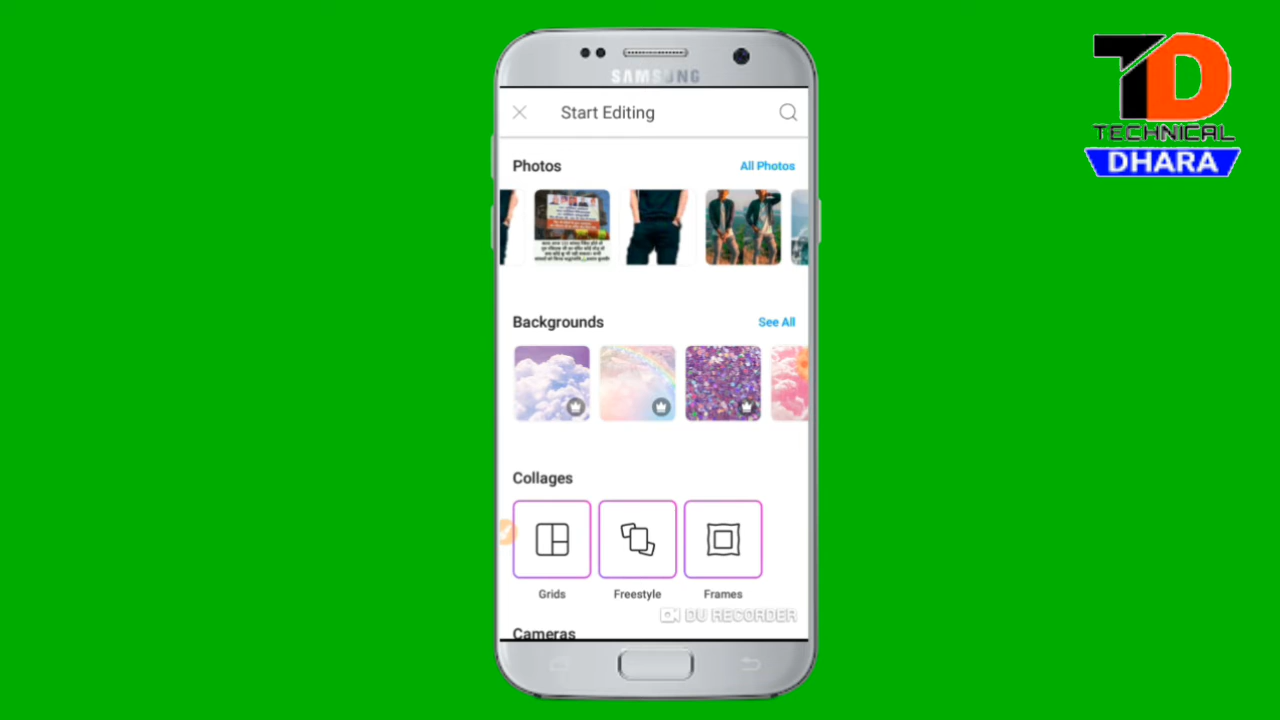 SAMSUNG
Start Editing
Photos
All Photos
Backgrounds
See All
Collages
Grids
Freestyle
Frames
DU RECORDER
Cameras
TD
TECHNICAL
DHARA